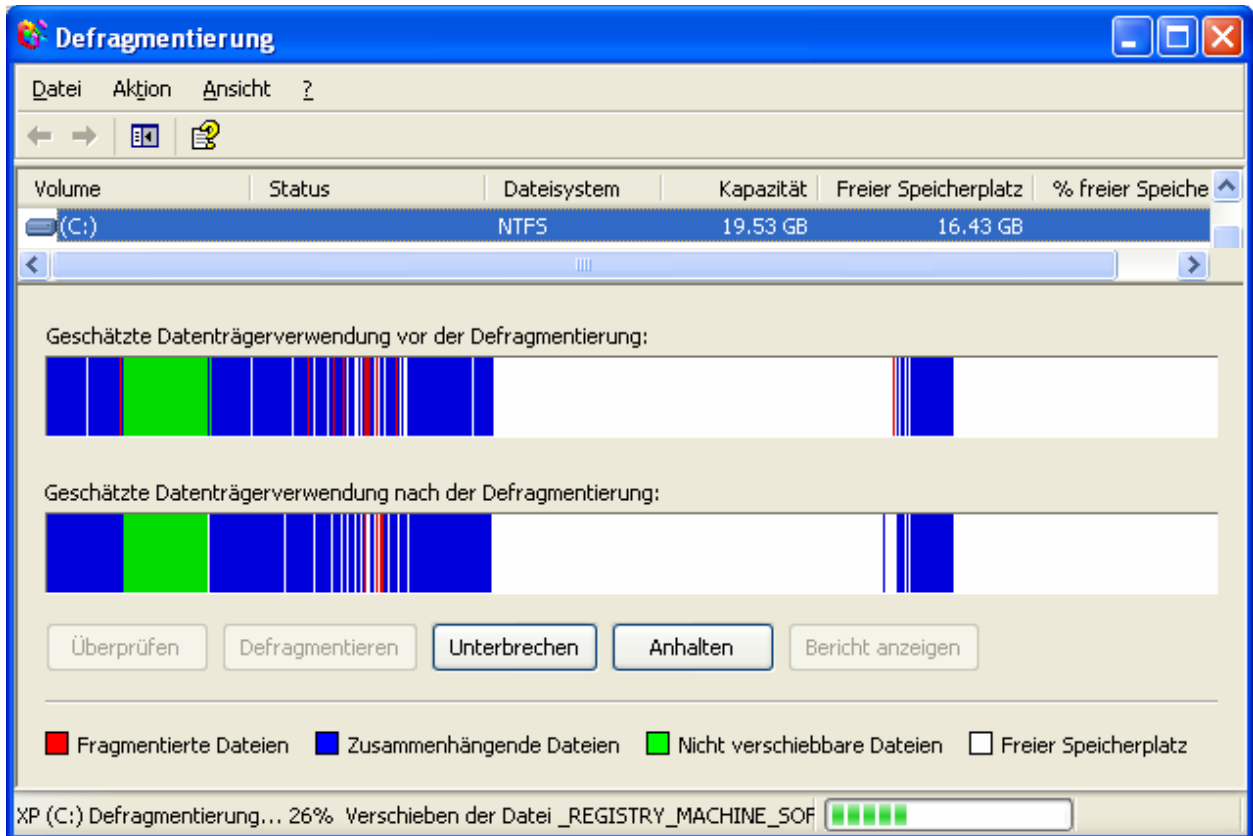 Defragmentierung
Datei Aktion Ansicht ?
Volume Status Dateisystem Kapazität Freier Speicherplatz % freier Speiche
(C:) NTFS 19.53 GB 16.43 GB
Geschätzte Datenträgerverwendung vor der Defragmentierung:
Geschätzte Datenträgerverwendung nach der Defragmentierung:
Überprüfen Defragmentieren Unterbrechen Anhalten Bericht anzeigen
Fragmentierte Dateien Zusammenhängende Dateien Nicht verschiebbare Dateien Freier Speicherplatz
XP (C:) Defragmentierung... 26% Verschieben der Datei _REGISTRY_MACHINE_SOF